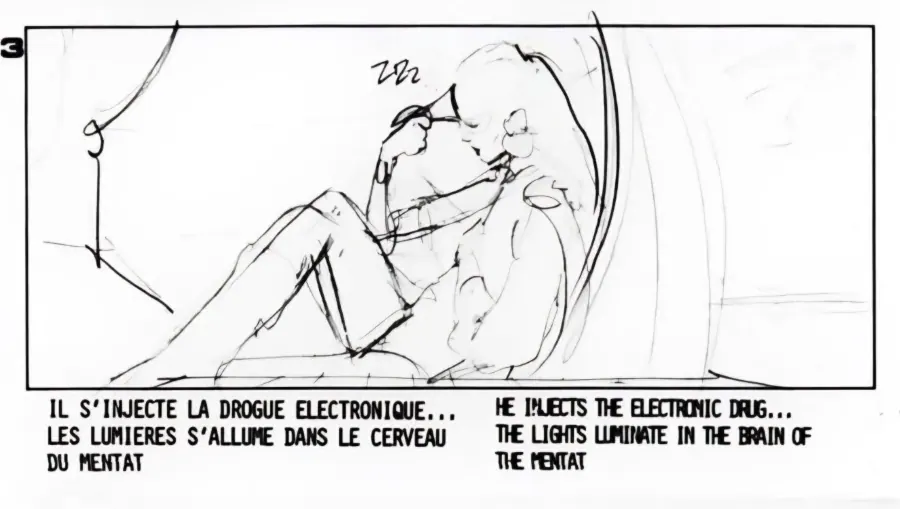 3
ZZZ
IL S'INJECTE LA DROGUE ELECTRONIQUE...
LES LUMIERES S'ALLUME DANS LE CERVEAU
DU MENTAT
HE INJECTS THE ELECTRONIC DRUG...
THE LIGHTS LUMINATE IN THE BRAIN OF
THE MENTAT